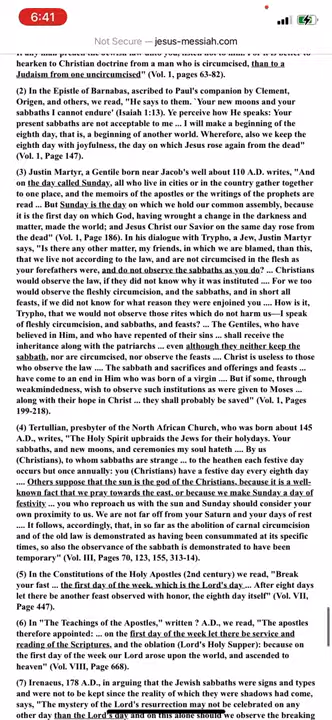 6:41
Not Secure — jesus-messiah.com
hearken to Christian doctrine from a man who is circumcised, than to a
Judaism from one uncircumcised" (Vol. 1, pages 63-82).
(2) In the Epistle of Barnabas, ascribed to Paul's companion by Clement,
Origen, and others, we read, "He says to them. `Your new moons and your
sabbaths I cannot endure' (Isaiah 1:13). Ye perceive how He speaks: Your
present sabbaths are not acceptable to me ... I will make a beginning of the
eighth day, that is, a beginning of another world. Wherefore, also we keep the
eighth day with joyfulness, the day on which Jesus rose again from the dead"
(Vol. 1, Page 147).
(3) Justin Martyr, a Gentile born near Jacob's well about 110 A.D. writes, "And
on the day called Sunday, all who live in cities or in the country gather together
to one place, and the memoirs of the apostles or the writings of the prophets are
read ... But Sunday is the day on which we hold our common assembly, because
it is the first day on which God, having wrought a change in the darkness and
matter, made the world; and Jesus Christ our Savior on the same day rose from
the dead" (Vol. 1, Page 186). In his dialogue with Trypho, a Jew, Justin Martyr
says, "Is there any other matter, my friends, in which we are blamed, than this,
that we live not according to the law, and are not circumcised in the flesh as
your forefathers were, and do not observe the sabbaths as you do? ... Christians
would observe the law, if they did not know why it was instituted ... For we too
would observe the fleshly circumcision, and the sabbaths, and in short all
feasts, if we did not know for what reason they were enjoined you .... How is it,
Trypho, that we would not observe those rites which do not harm us—I speak
of fleshly circumcision, and sabbaths, and feasts? ... The Gentiles, who have
believed in Him, and who have repented of their sins ... shall receive the
inheritance along with the patriarchs ... even although they neither keep the
sabbath, nor are circumcised, nor observe the feasts .... Christ is useless to those
who observe the law .... The sabbath and sacrifices and offerings and feasts ...
have come to an end in Him who was born of a virgin .... But if some, through
weakmindedness, wish to observe such institutions as were given to Moses ...
along with their hope in Christ ... they shall probably be saved" (Vol. 1, Pages
199-218).
(4) Tertullian, presbyter of the North African Church, who was born about 145
A.D., writes, "The Holy Spirit upbraids the Jews for their holydays. Your
sabbaths, and new moons, and ceremonies my soul hateth .... By us
(Christians), to whom sabbaths are strange ... to the heathen each festive day
occurs but once annually: you (Christians) have a festive day every eighth day
.... Others suppose that the sun is the god of the Christians, because it is a well-
known fact that we pray towards the east, or because we make Sunday a day of
festivity ... you who reproach us with the sun and Sunday should consider your
own proximity to us. We are not far off from your Saturn and your days of rest
.... It follows, accordingly, that, in so far as the abolition of carnal circumcision
and of the old law is demonstrated as having been consummated at its specific
times, so also the observance of the sabbath is demonstrated to have been
temporary" (Vol. III, Pages 70, 123, 155, 313-14).
(5) In the Constitutions of the Holy Apostles (2nd century) we read, "Break
your fast ... the first day of the week, which is the Lord's day ... After eight days
let there be another feast observed with honor, the eighth day itself" (Vol. VII,
Page 447).
(6) In "The Teachings of the Apostles," written ? A.D., we read, "The apostles
therefore appointed: ... on the first day of the week let there be service and
reading of the Scriptures, and the oblation (Lord's Holy Supper): because on
the first day of the week our Lord arose upon the world, and ascended to
heaven" (Vol. VIII, Page 668).
(7) Irenaeus, 178 A.D., in arguing that the Jewish sabbaths were signs and types
and were not to be kept since the reality of which they were shadows had come,
says, "The mystery of the Lord's resurrection may not be celebrated on any
other day than the Lord's day and on this alone should we observe the breaking